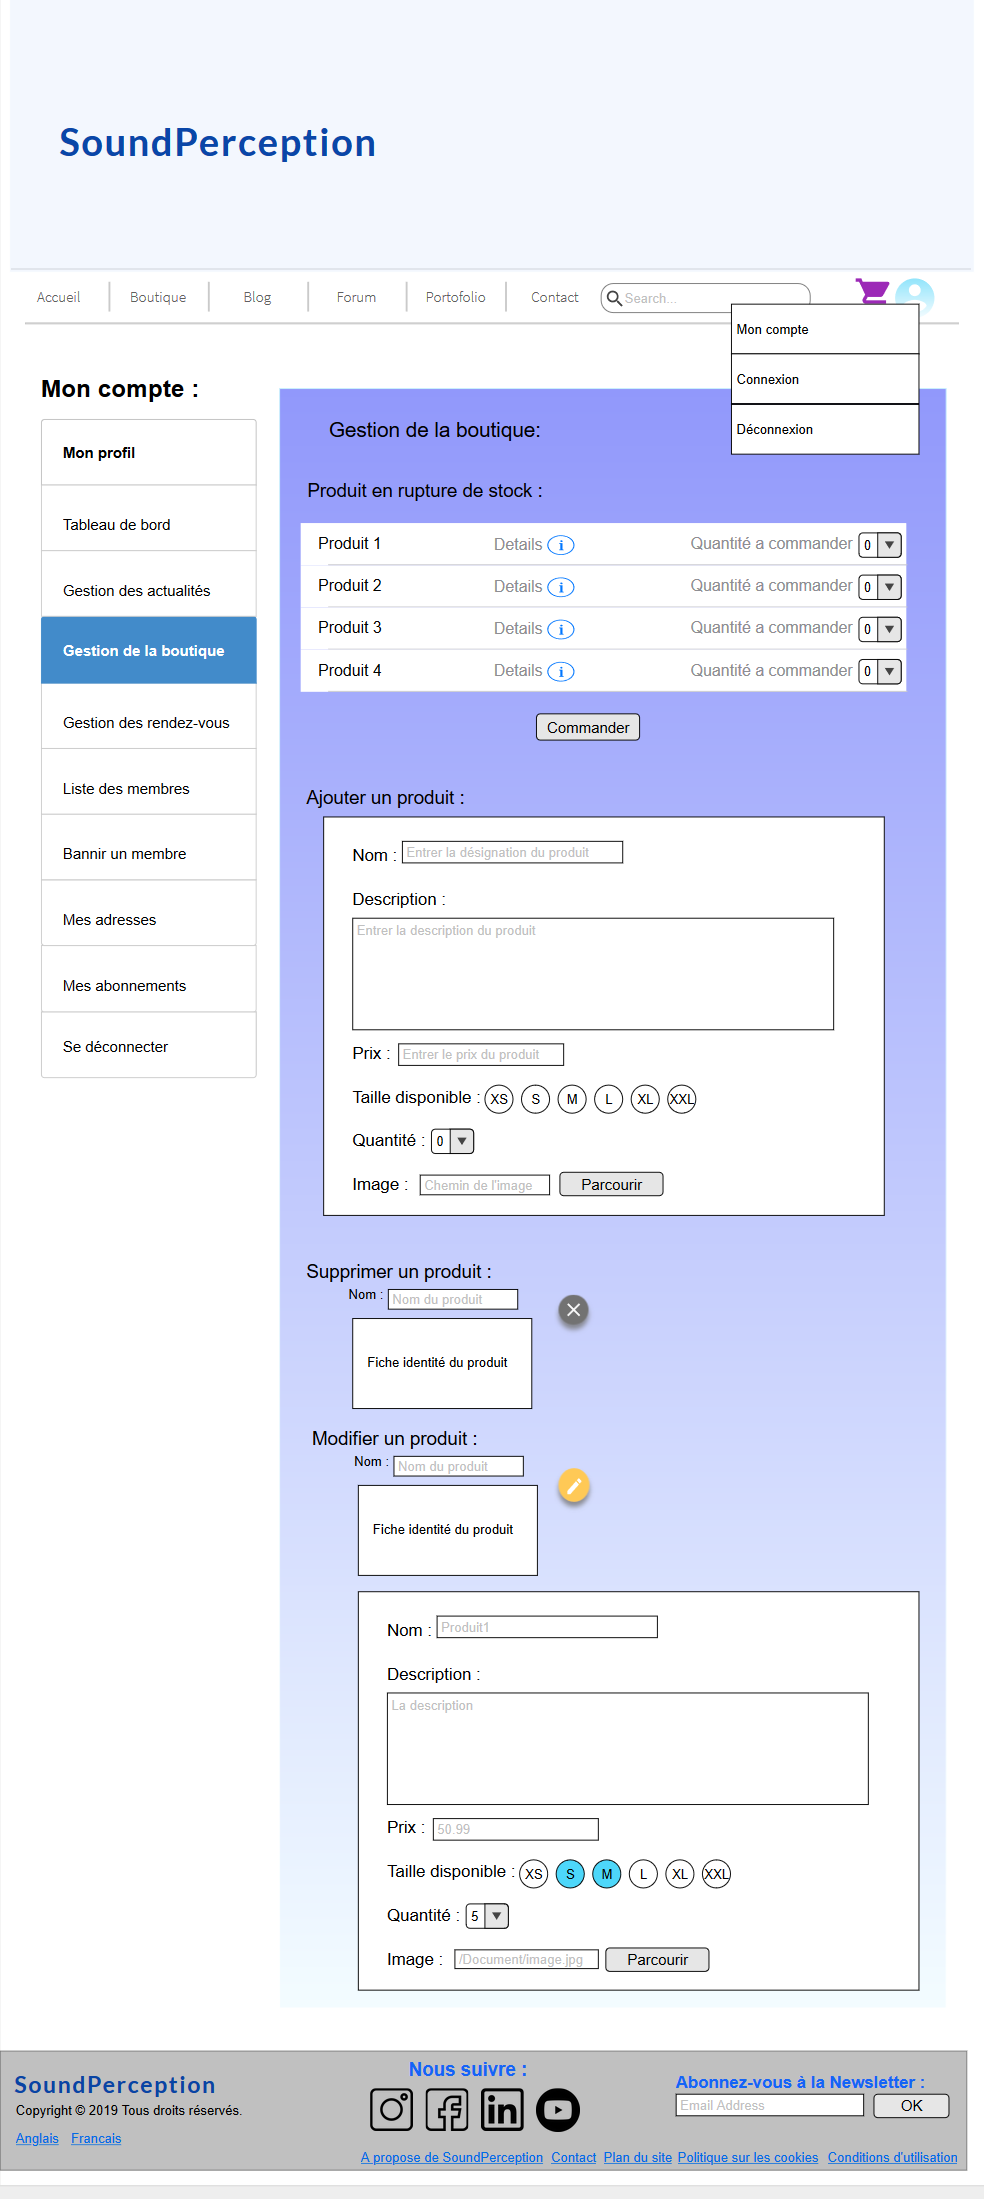 SoundPerception
Accueil Boutique Blog Forum Portofolio Contact Search...
Mon compte
Connexion
Déconnexion
Mon compte :
Mon profil
Tableau de bord
Gestion des actualités
Gestion de la boutique
Gestion des rendez-vous
Liste des membres
Bannir un membre
Mes adresses
Mes abonnements
Se déconnecter
Gestion de la boutique:
Produit en rupture de stock :
Produit 1 Details i Quantité a commander 0
Produit 2 Details i Quantité a commander 0
Produit 3 Details i Quantité a commander 0
Produit 4 Details i Quantité a commander 0
Commander
Ajouter un produit :
Nom : Entrer la désignation du produit
Description :
Entrer la description du produit
Prix : Entrer le prix du produit
Taille disponible : XS S M L XL XXL
Quantité : 0
Image : Chemin de l'image Parcourir
Supprimer un produit :
Nom : Nom du produit
Fiche identité du produit
Modifier un produit :
Nom : Nom du produit
Fiche identité du produit
Nom : Produit1
Description :
La description
Prix : 50.99
Taille disponible : XS S M L XL XXL
Quantité : 5
Image : /Document/image.jpg Parcourir
SoundPerception
Copyright © 2019 Tous droits réservés.
Anglais Francais
Nous suivre :
in
Abonnez-vous à la Newsletter :
Email Address OK
A propose de SoundPerception Contact Plan du site Politique sur les cookies Conditions d'utilisation